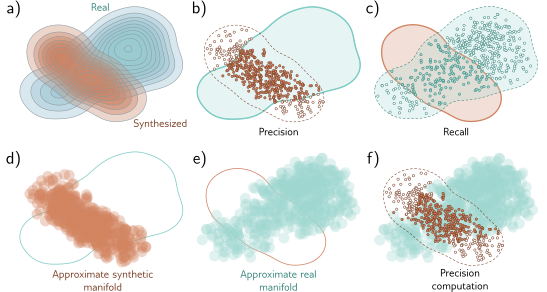 a)
Real
Synthesized
b)
Precision
c)
Recall
d)
Approximate synthetic
manifold
e)
Approximate real
manifold
f)
Precision
computation